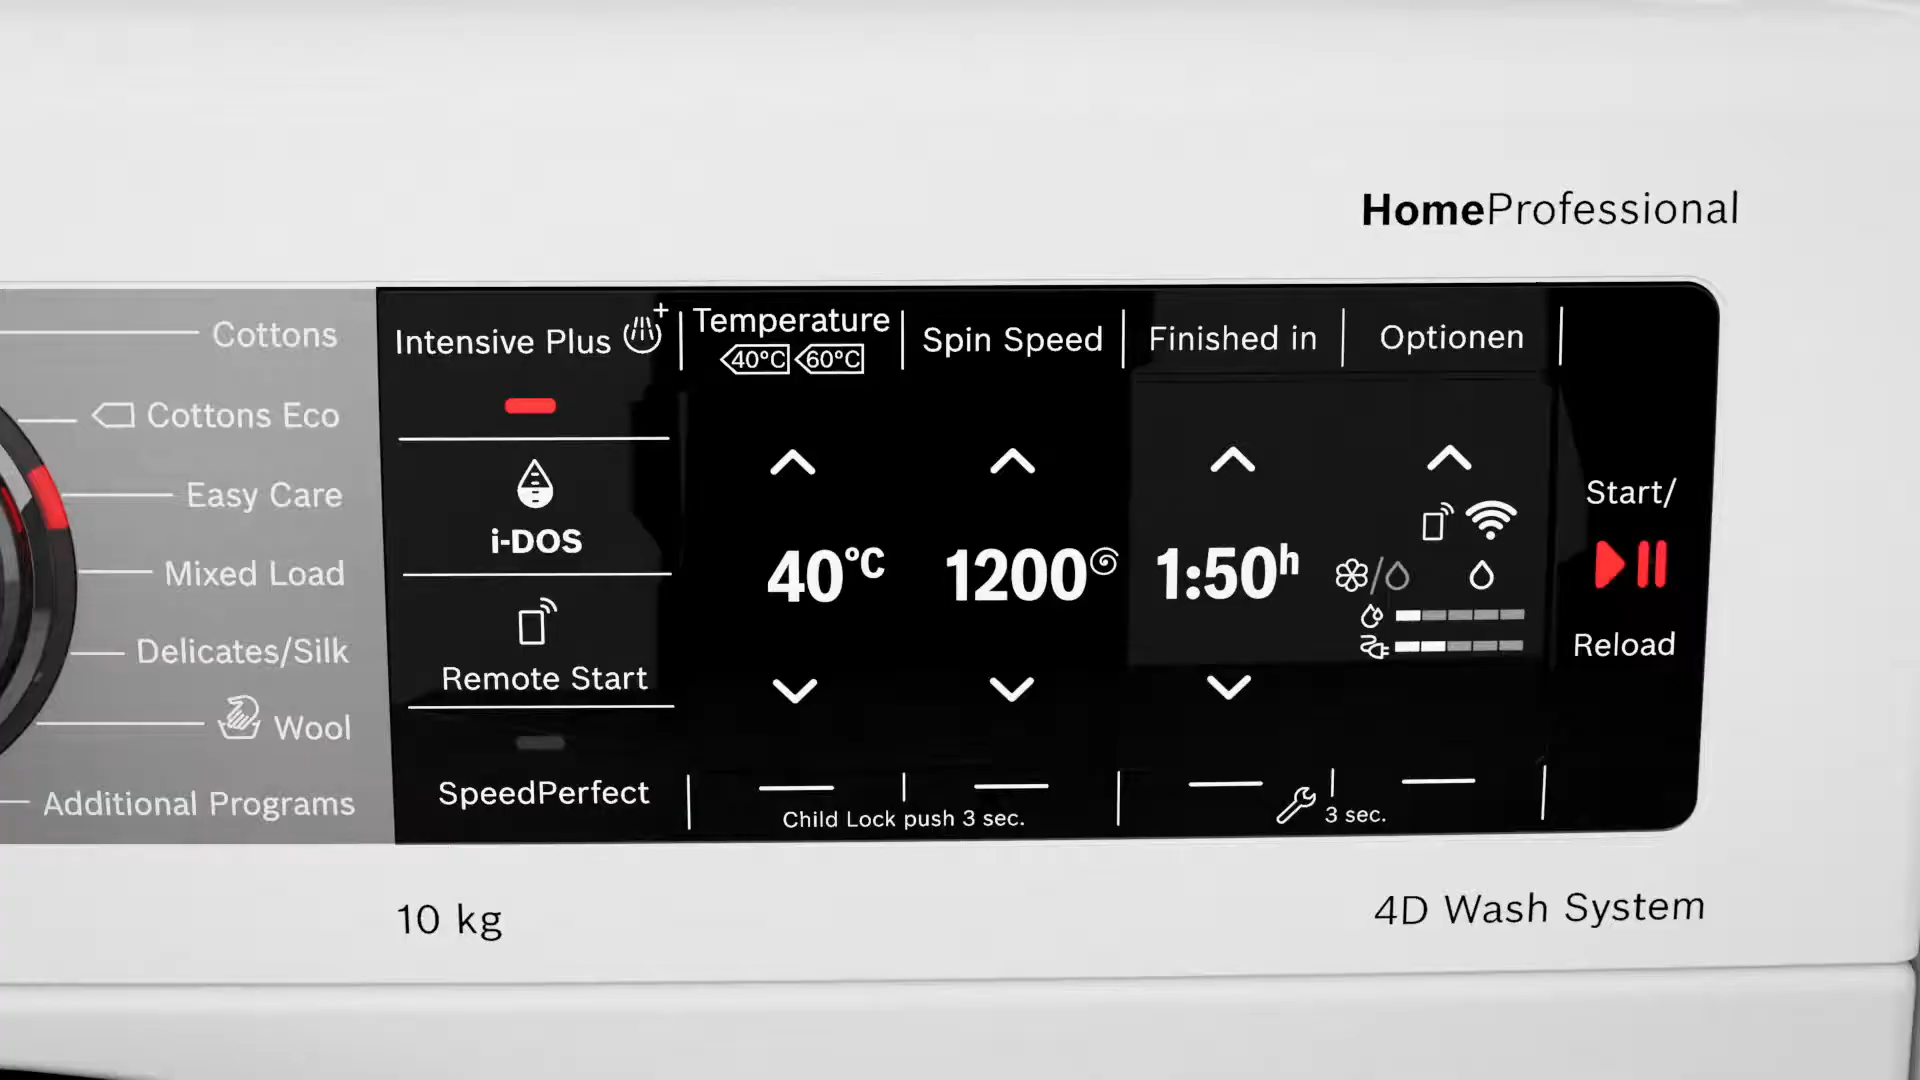 HomeProfessional
Cottons
Cottons Eco
Easy Care
Mixed Load
Delicates/Silk
Wool
Additional Programs
Intensive Plus
i-DOS
Remote Start
SpeedPerfect
Temperature
40°C 60°C
40°C
Spin Speed
1200
Child Lock push 3 sec.
Finished in
1:50h
Optionen
3 sec.
Start/
Reload
10 kg
4D Wash System